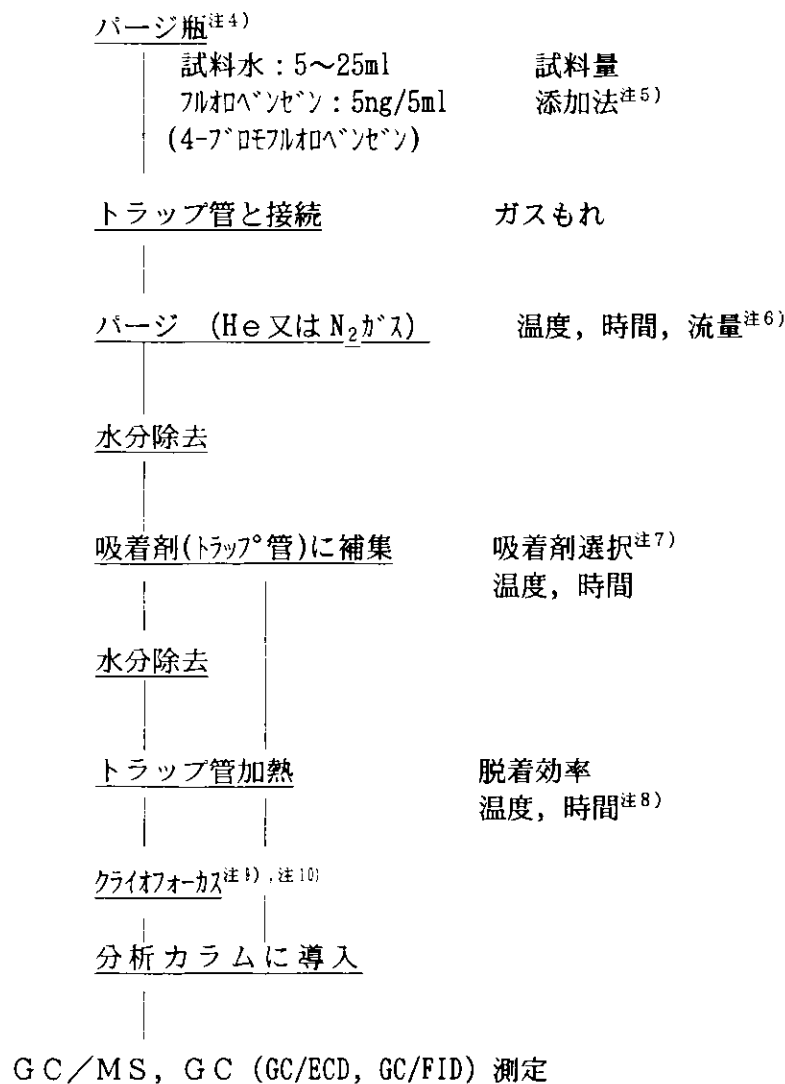 パージ瓶注4)
試料水：5～25ml 試料量
ﾌﾙｵﾛﾍﾞﾝｾﾞﾝ：5ng/5ml 添加法注5)
(4-ﾌﾞﾛﾓﾌﾙｵﾛﾍﾞﾝｾﾞﾝ)
トラップ管と接続 ガスもれ
パージ (He又はN2ｶﾞｽ) 温度，時間，流量注6)
水分除去
吸着剤(ﾄﾗｯﾌﾟ管)に補集 吸着剤選択注7)
温度，時間
水分除去
トラップ管加熱 脱着効率
温度，時間注8)
ｸﾗｲｵﾌｫｰｶｽ注9)，注10)
分析カラムに導入
ＧＣ／ＭＳ，ＧＣ (GC/ECD, GC/FID) 測定